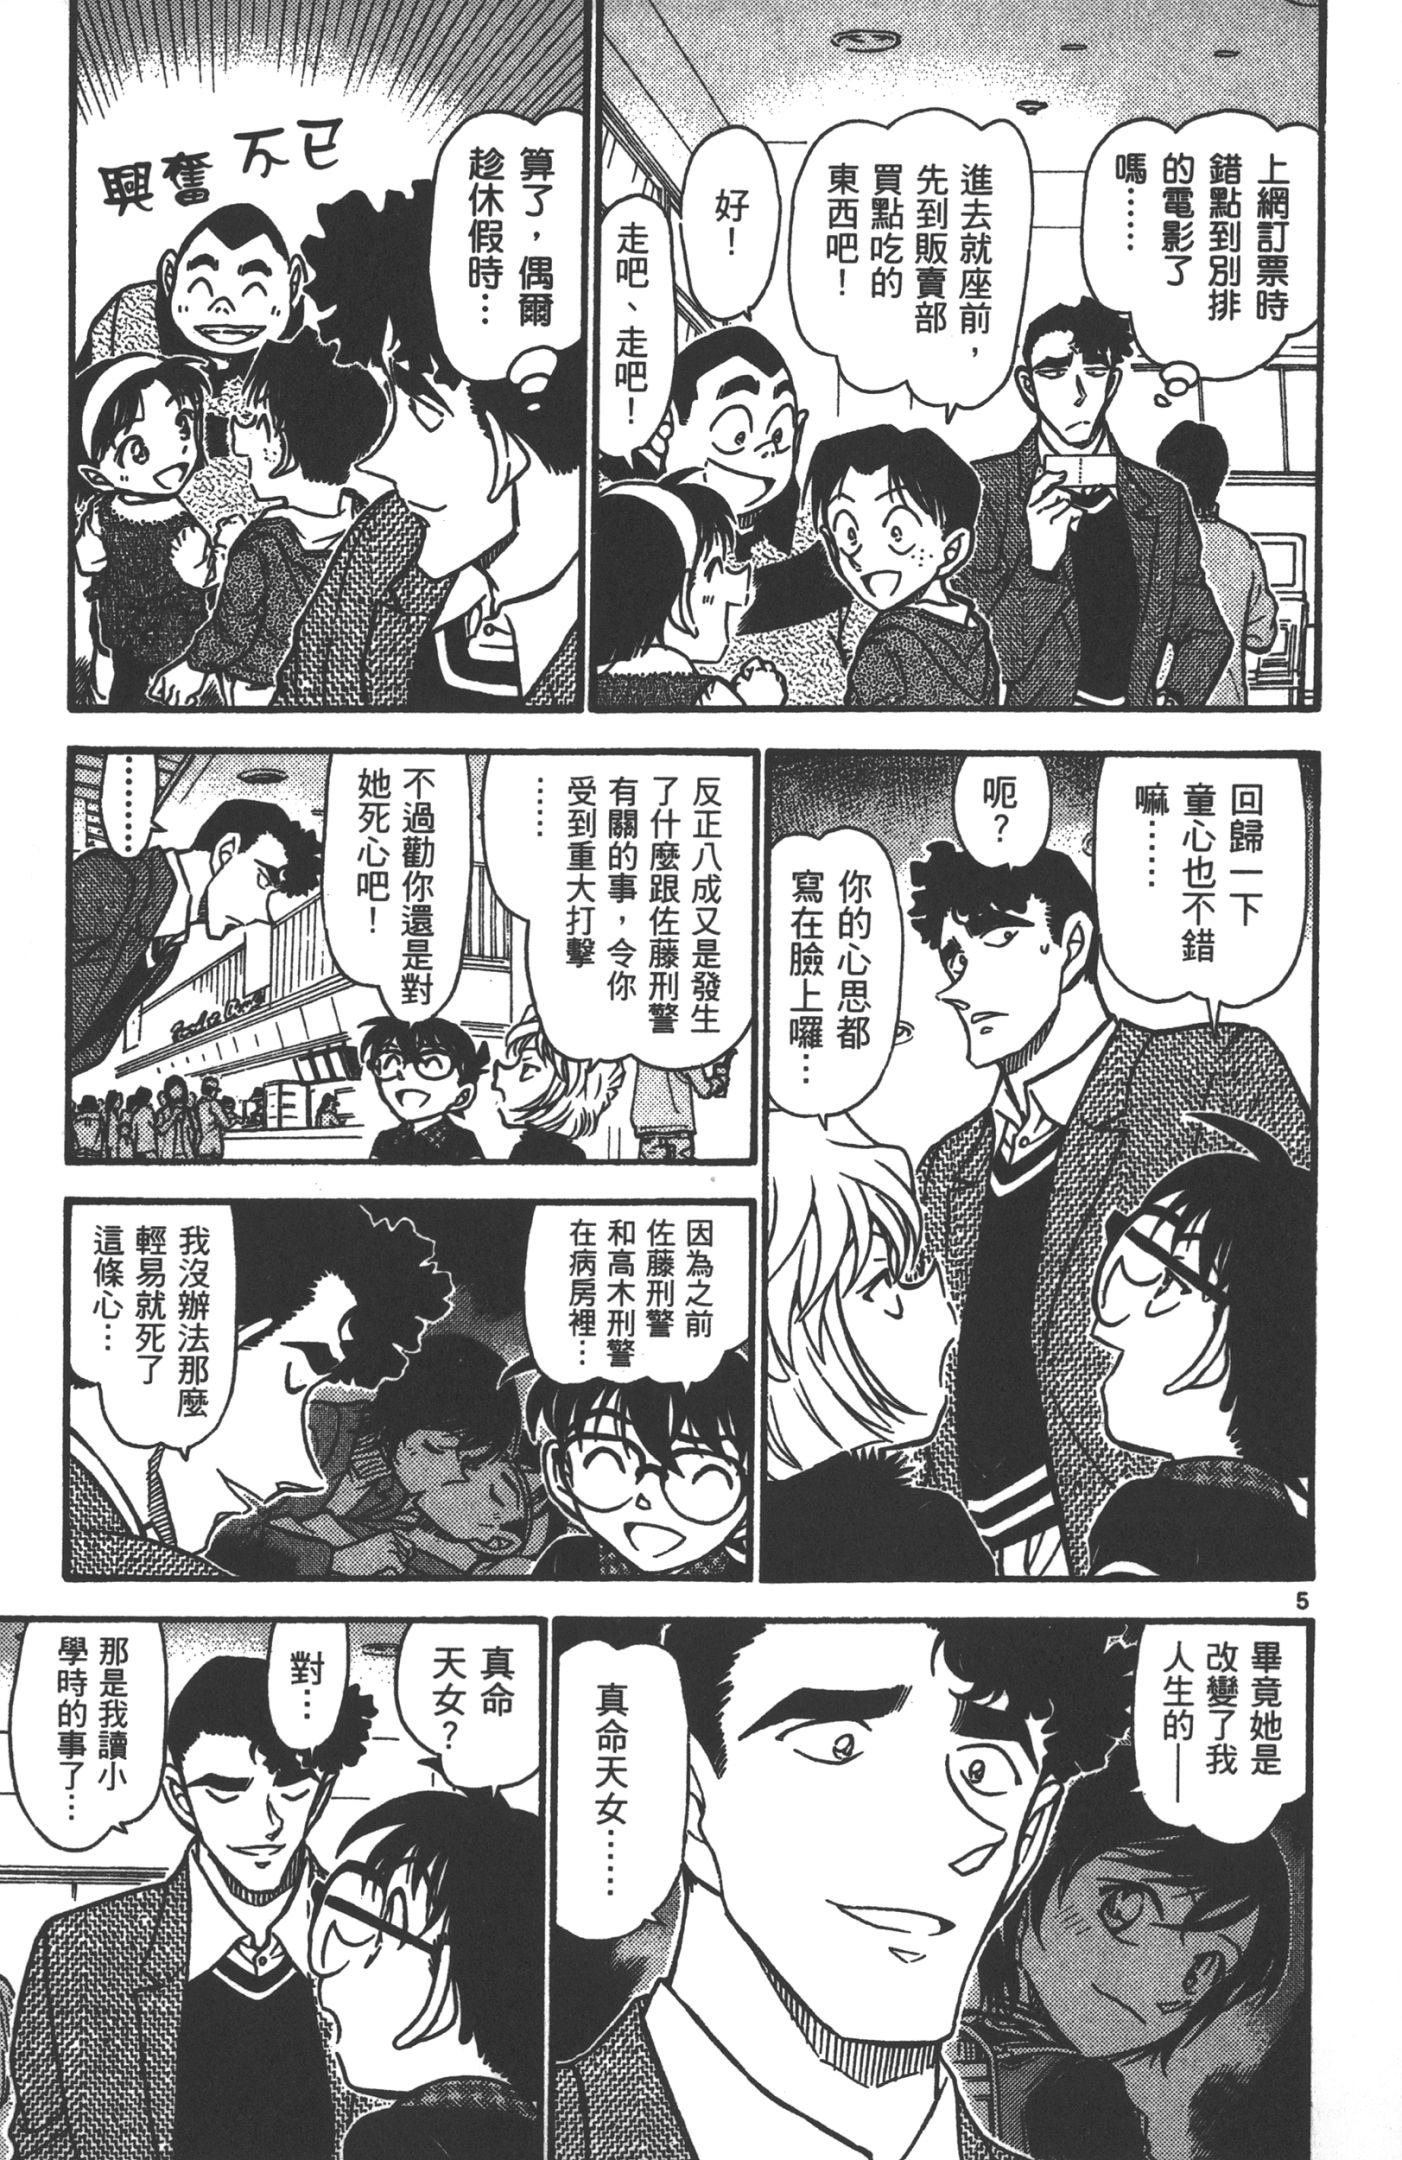 上網訂票時
錯點到別排
的電影了
嗎……
進去就座前，
先到販賣部
買點吃的
東西吧！
好！
走吧、走吧！
算了，偶爾
趁休假時…
興奮不已
回歸一下
童心也不錯
嘛……
呃？
你的心思都
寫在臉上囉…
反正八成又是發生
了什麼跟佐藤刑警
有關的事，令你
受到重大打擊
……
不過勸你還是對
她死心吧！
………
因為之前
佐藤刑警
和高木刑警
在病房裡…
我沒辦法那麼
輕易就死了
這條心…
5
畢竟她是
改變了我
人生的——
真命天女……
真命
天女？
對…
那是我讀小
學時的事了…